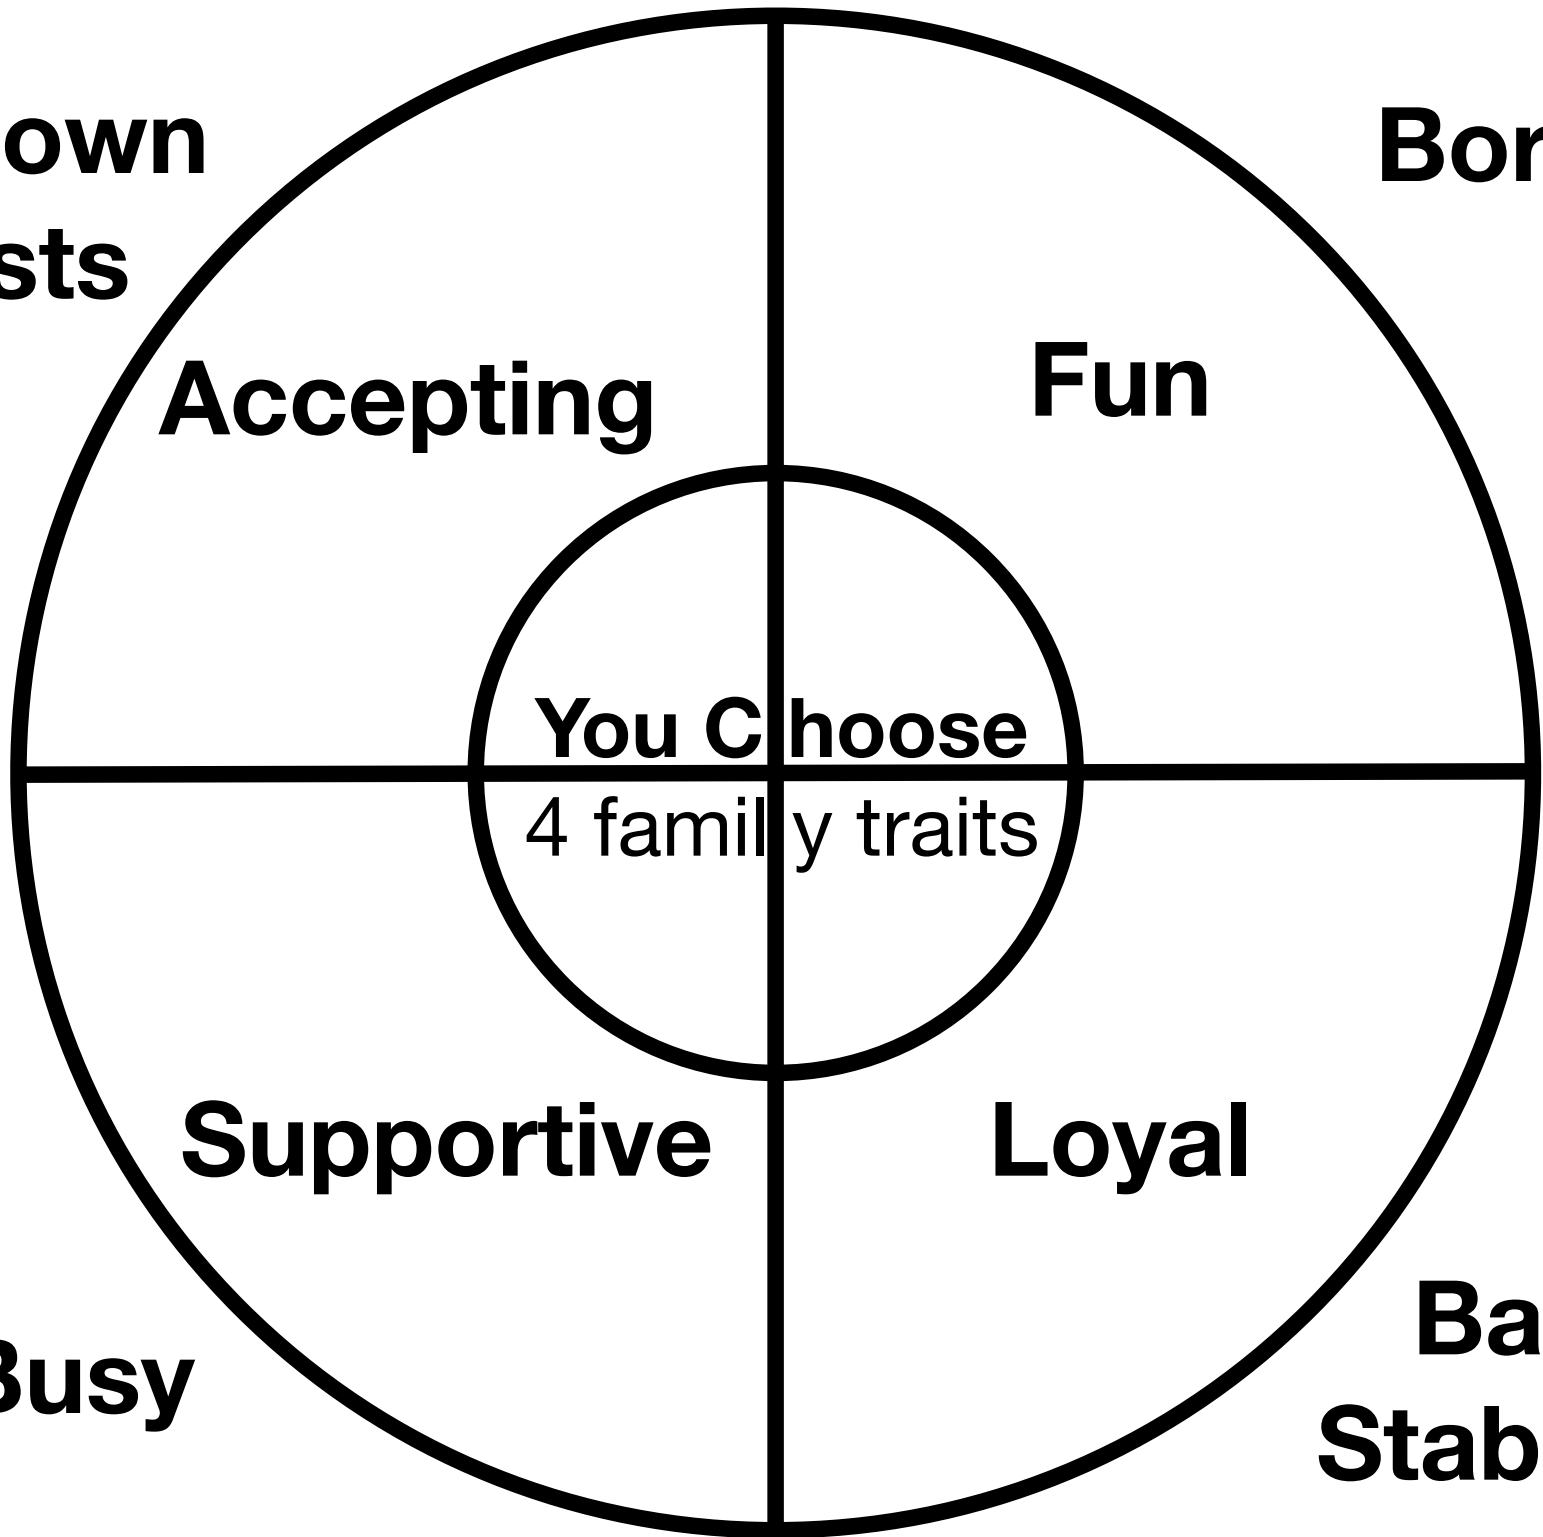 own
Bor
sts
Accepting
Fun
You Choose
4 family traits
Supportive
Loyal
Ba
Busy
Stab